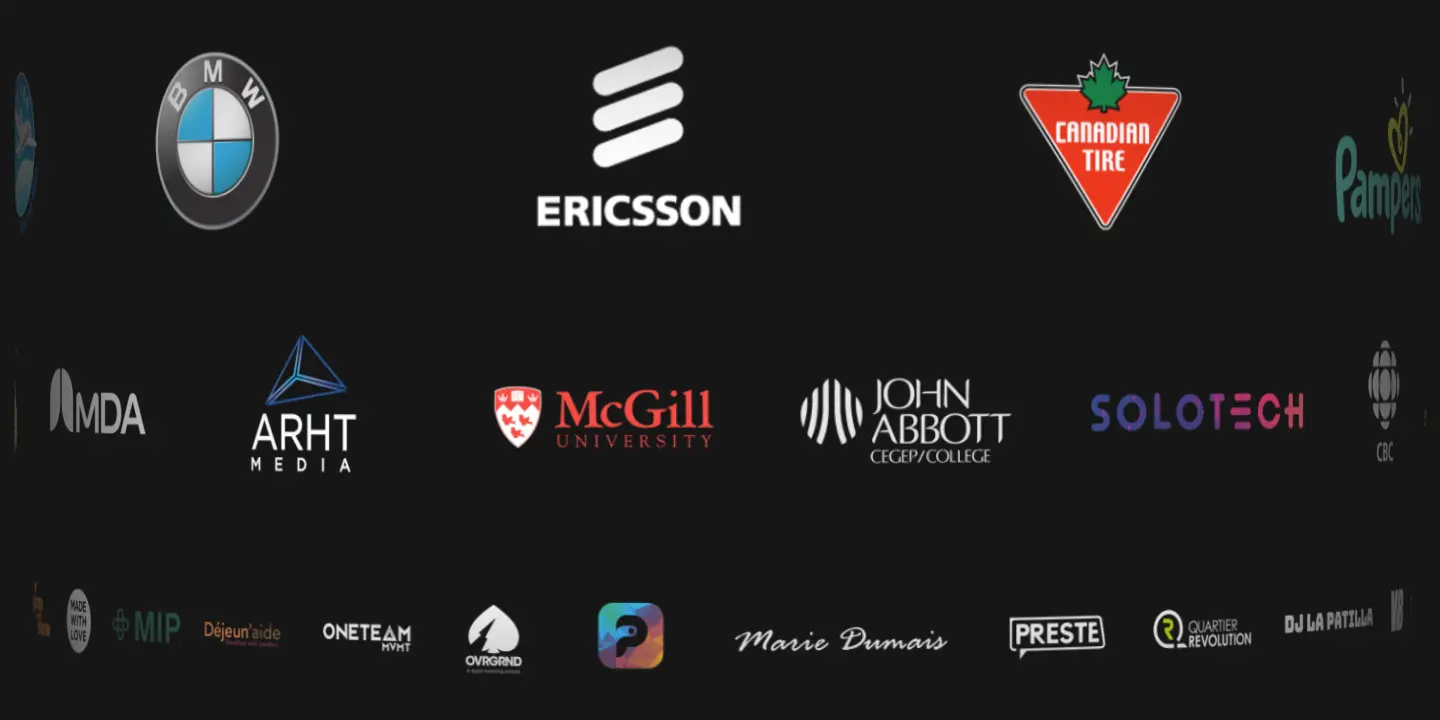 BMW
ERICSSON
CANADIAN
TIRE
Pampers
MDA
ARHT
MEDIA
McGill
UNIVERSITY
JOHN
ABBOTT
CEGEP/COLLEGE
SOLOTECH
CBC
MADE
WITH
LOVE
MIP
Déjeun'aide
ONETEAM
MVMT
OVRGRND
P
Marie Dumais
PRESTE
R
QUARTIER
REVOLUTION
DJ LA PATILLA